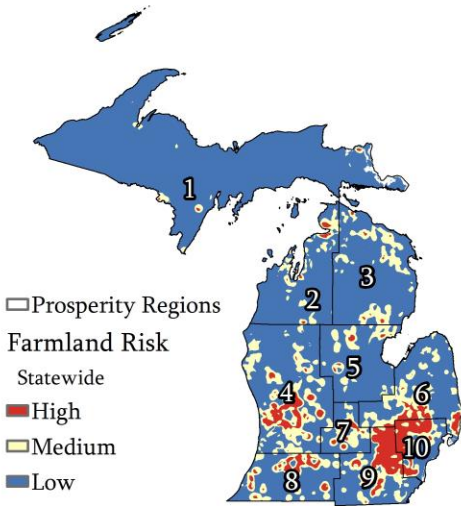 1
3
2
Prosperity Regions
Farmland Risk
5
Statewide
4
6
High
7
10
Medium
8
9
Low